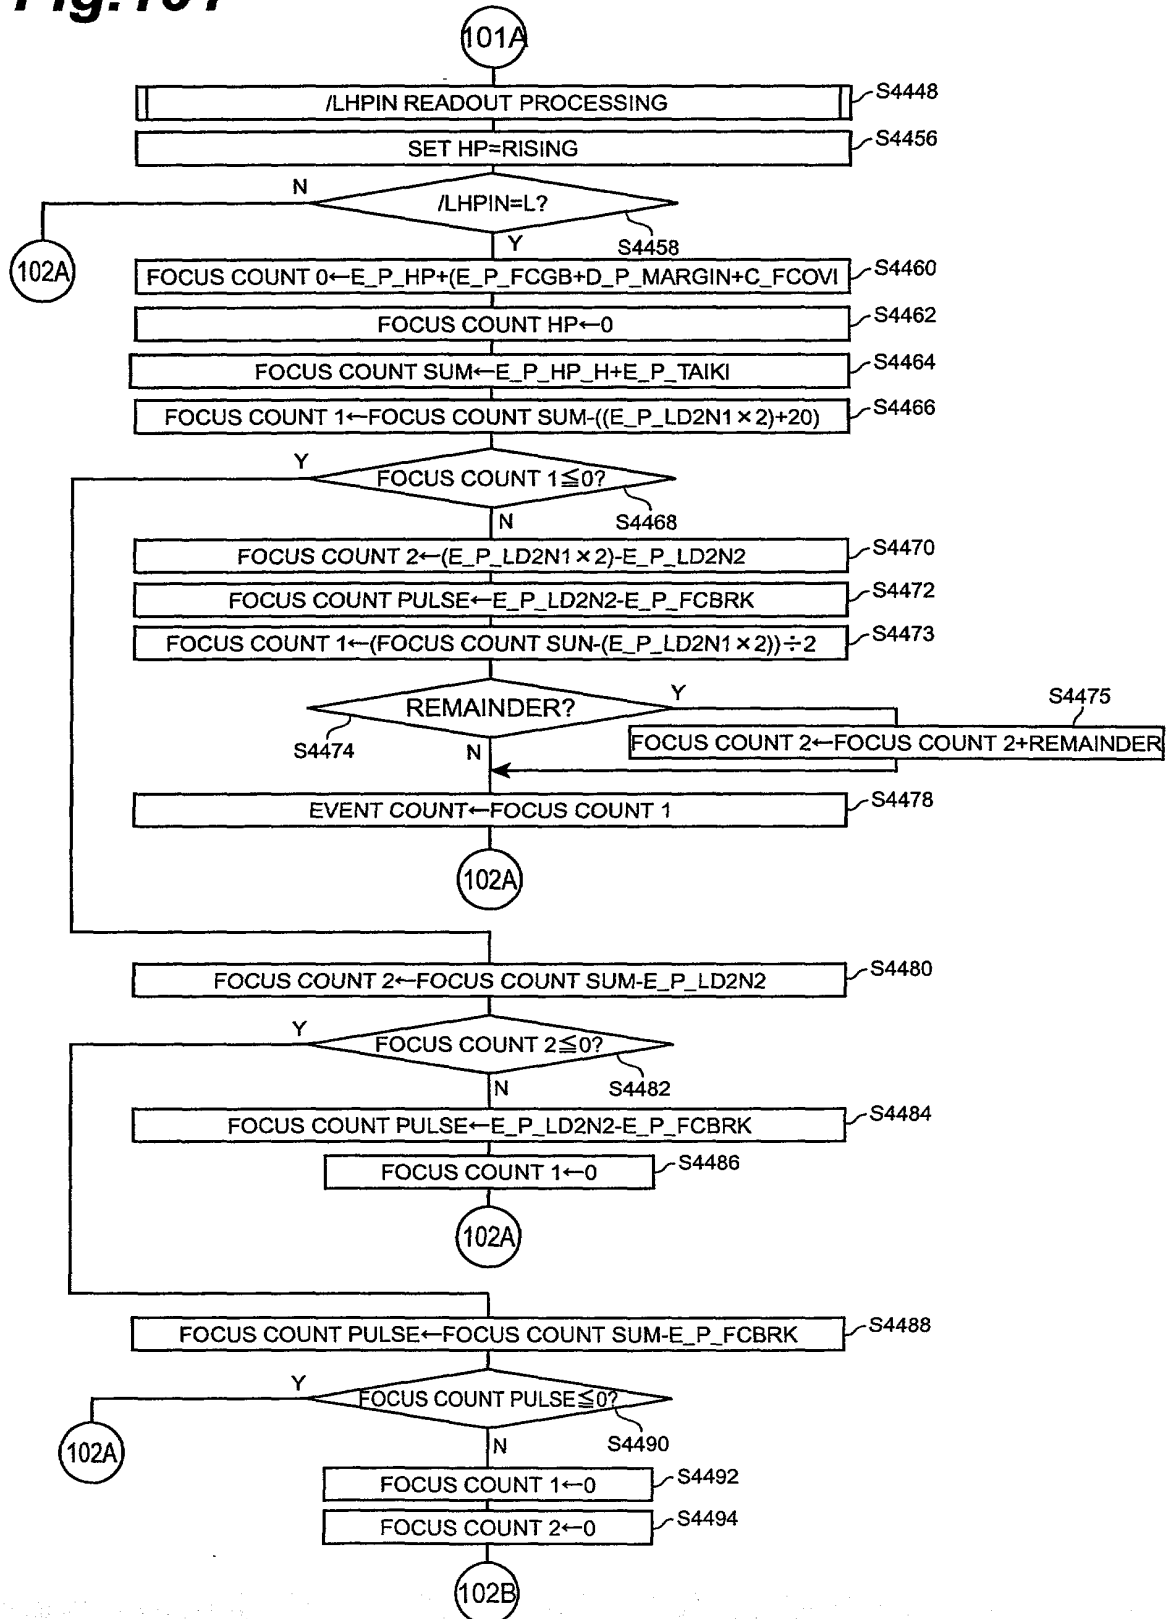 Fig.101
101A
/LHPIN READOUT PROCESSING
S4448
SET HP=RISING
S4456
N
/LHPIN=L?
S4458
Y
102A
FOCUS COUNT 0←E_P_HP+(E_P_FCGB+D_P_MARGIN+C_FCOVI
S4460
FOCUS COUNT HP←0
S4462
FOCUS COUNT SUM←E_P_HP_H+E_P_TAIKI
S4464
FOCUS COUNT 1←FOCUS COUNT SUM-((E_P_LD2N1×2)+20)
S4466
Y
FOCUS COUNT 1≦0?
S4468
N
FOCUS COUNT 2←(E_P_LD2N1×2)-E_P_LD2N2
S4470
FOCUS COUNT PULSE←E_P_LD2N2-E_P_FCBRK
S4472
FOCUS COUNT 1←(FOCUS COUNT SUN-(E_P_LD2N1×2))÷2
S4473
REMAINDER?
Y
S4475
S4474
N
FOCUS COUNT 2←FOCUS COUNT 2+REMAINDER
EVENT COUNT←FOCUS COUNT 1
S4478
102A
FOCUS COUNT 2←FOCUS COUNT SUM-E_P_LD2N2
S4480
Y
FOCUS COUNT 2≦0?
S4482
N
FOCUS COUNT PULSE←E_P_LD2N2-E_P_FCBRK
S4484
FOCUS COUNT 1←0
S4486
102A
FOCUS COUNT PULSE←FOCUS COUNT SUM-E_P_FCBRK
S4488
Y
FOCUS COUNT PULSE≦0?
S4490
102A
N
FOCUS COUNT 1←0
S4492
FOCUS COUNT 2←0
S4494
102B